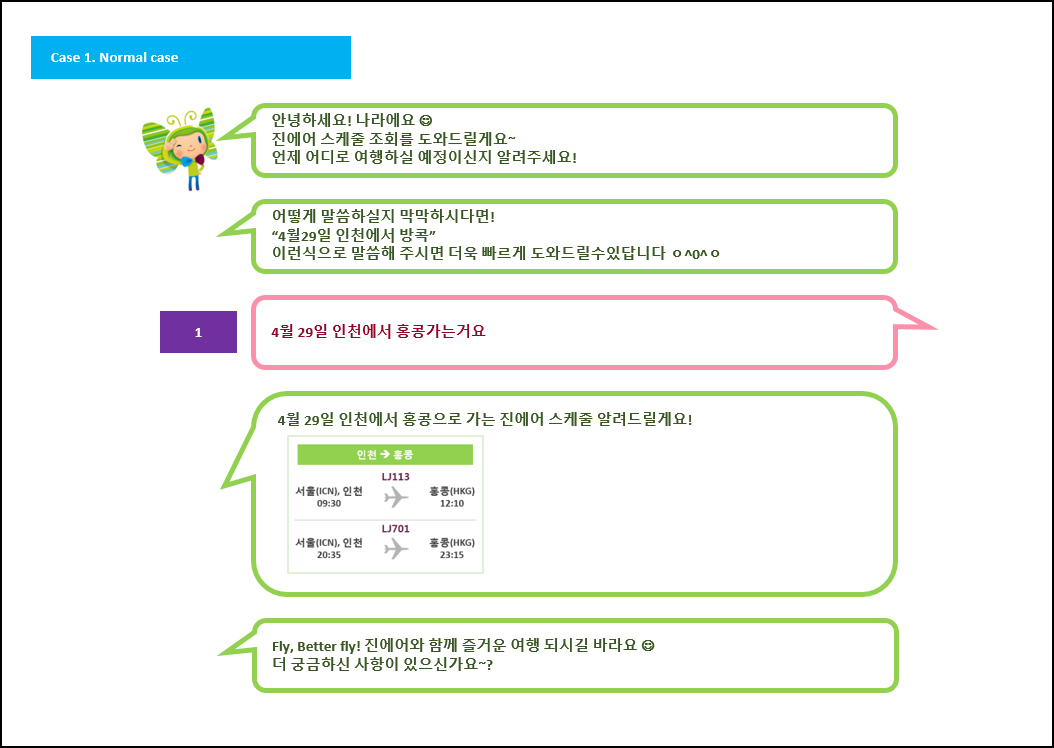 Case 1. Normal case
안녕하세요! 나라에요 😊
진에어 스케줄 조회를 도와드릴게요~
언제 어디로 여행하실 예정이신지 알려주세요!
어떻게 말씀하실지 막막하시다면!
“4월29일 인천에서 방콕”
이런식으로 말씀해 주시면 더욱 빠르게 도와드릴수있답니다 ㅇ^0^ㅇ
1
4월 29일 인천에서 홍콩가는거요
4월 29일 인천에서 홍콩으로 가는 진에어 스케줄 알려드릴게요!
인천 → 홍콩
LJ113
서울(ICN), 인천 홍콩(HKG)
09:30 12:10
LJ701
서울(ICN), 인천 홍콩(HKG)
20:35 23:15
Fly, Better fly! 진에어와 함께 즐거운 여행 되시길 바라요 😊
더 궁금하신 사항이 있으신가요~?